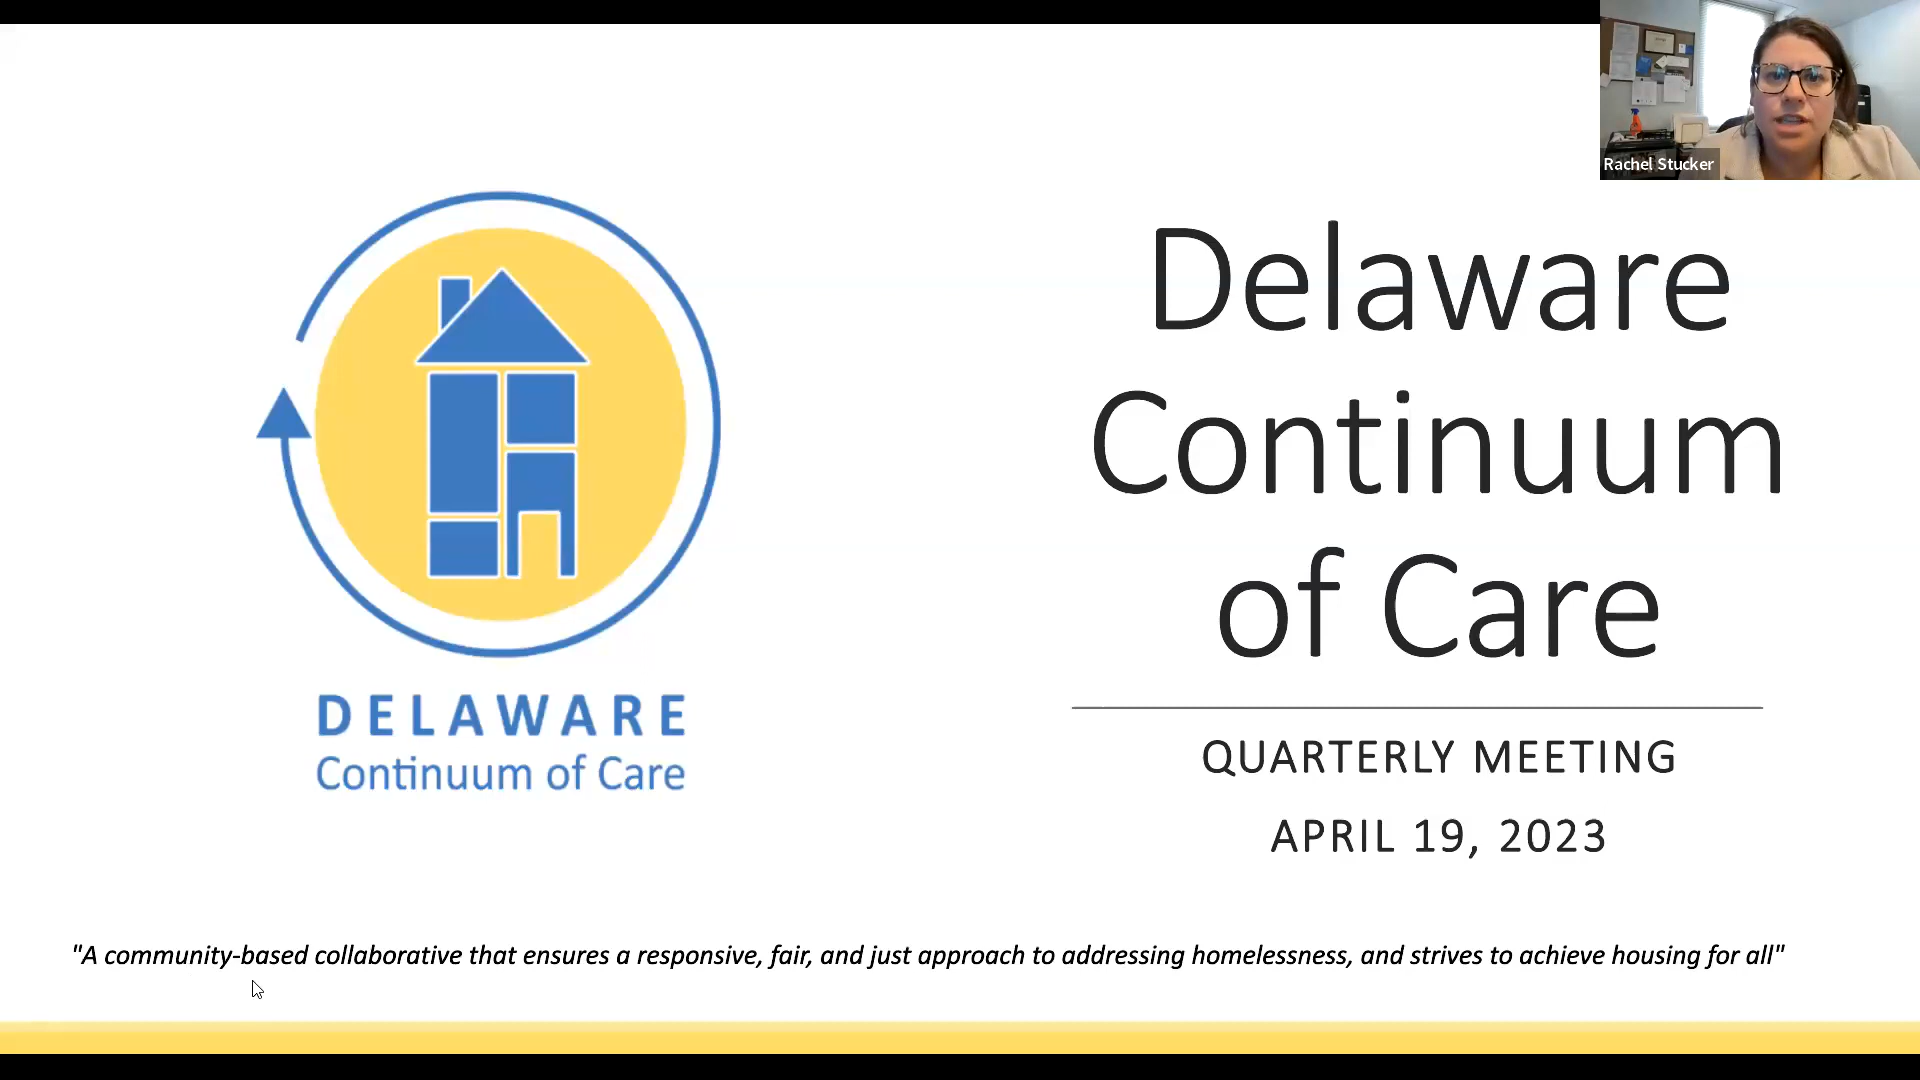 Rachel Stucker
Delaware
Continuum
of Care
QUARTERLY MEETING
APRIL 19, 2023
DELAWARE
Continuum of Care
"A community-based collaborative that ensures a responsive, fair, and just approach to addressing homelessness, and strives to achieve housing for all"